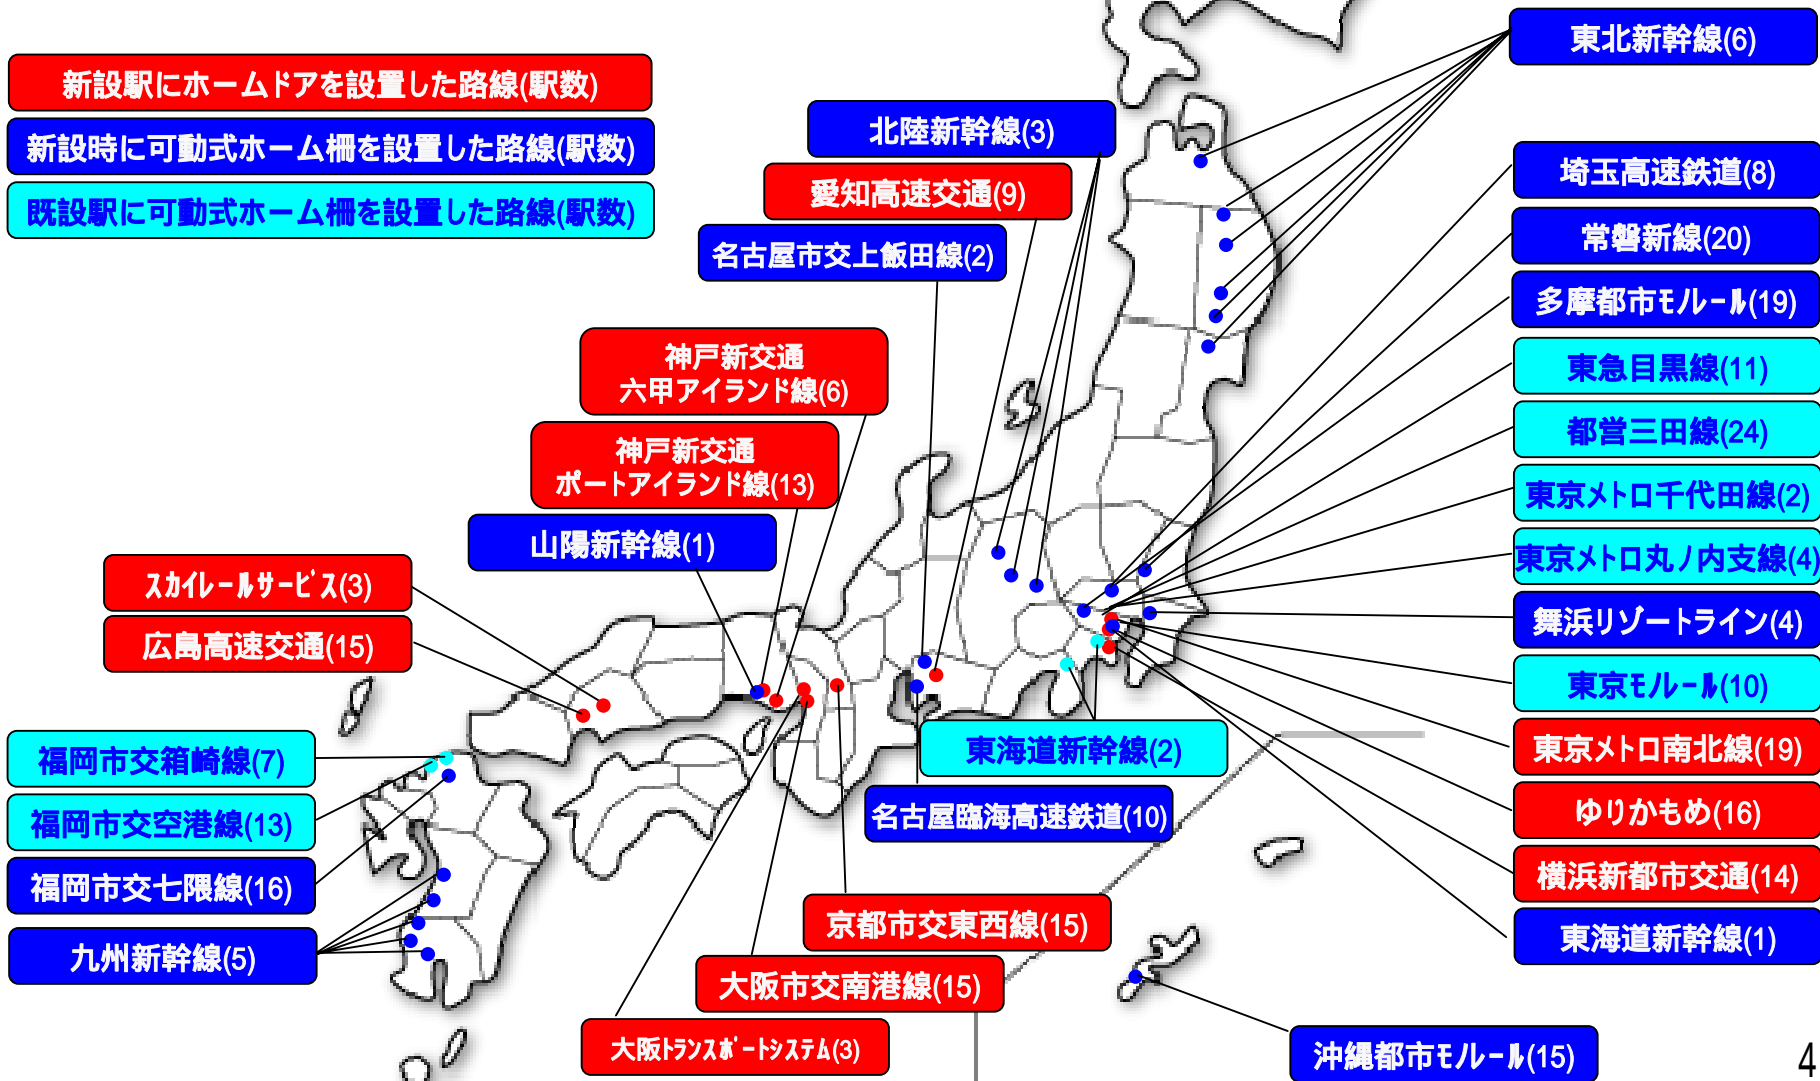 新設駅にホームドアを設置した路線(駅数)
新設時に可動式ホーム柵を設置した路線(駅数)
既設駅に可動式ホーム柵を設置した路線(駅数)
北陸新幹線(3)
愛知高速交通(9)
名古屋市交上飯田線(2)
神戸新交通
六甲アイランド線(6)
神戸新交通
ポートアイランド線(13)
山陽新幹線(1)
スカイレールサービス(3)
広島高速交通(15)
福岡市交箱崎線(7)
福岡市交空港線(13)
福岡市交七隈線(16)
九州新幹線(5)
東海道新幹線(2)
名古屋臨海高速鉄道(10)
京都市交東西線(15)
大阪市交南港線(15)
大阪トランスポートシステム(3)
東北新幹線(6)
埼玉高速鉄道(8)
常磐新線(20)
多摩都市モルール(19)
東急目黒線(11)
都営三田線(24)
東京メトロ千代田線(2)
東京メトロ丸ノ内支線(4)
舞浜リゾートライン(4)
東京モルール(10)
東京メトロ南北線(19)
ゆりかもめ(16)
横浜新都市交通(14)
東海道新幹線(1)
沖縄都市モルール(15)
4